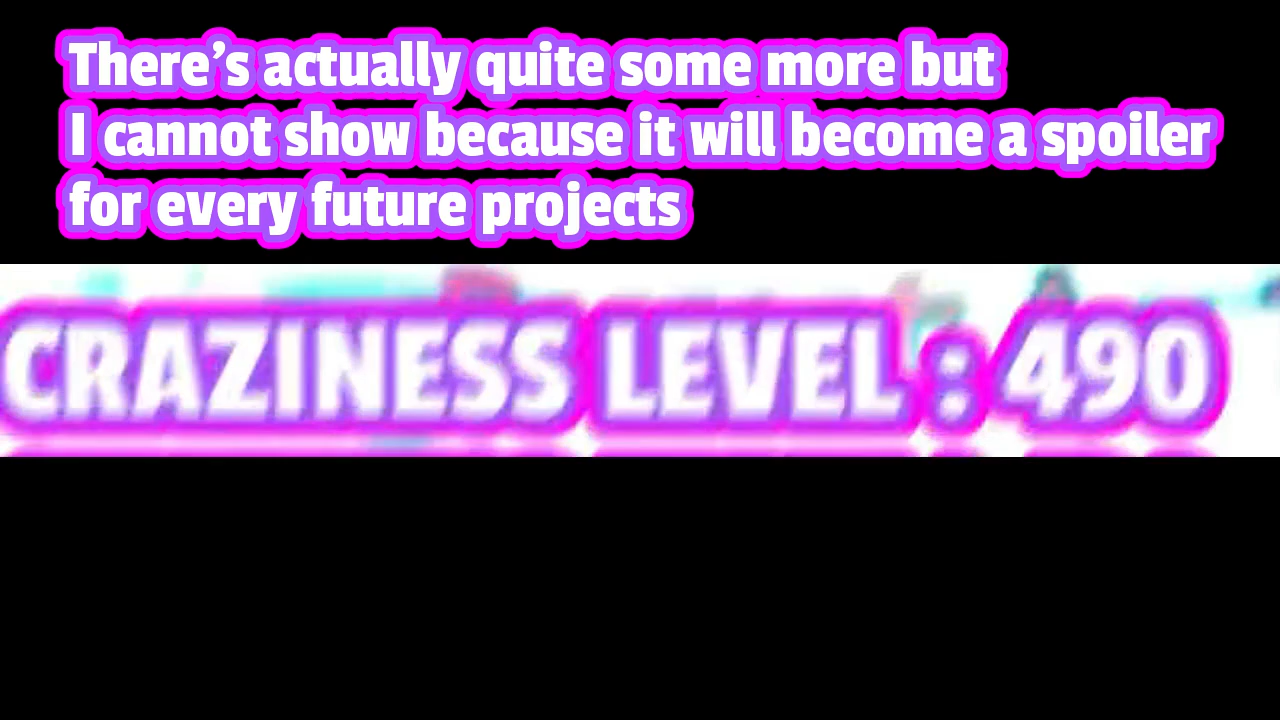 There's actually quite some more but
I cannot show because it will become a spoiler
for every future projects
CRAZINESS LEVEL : 490